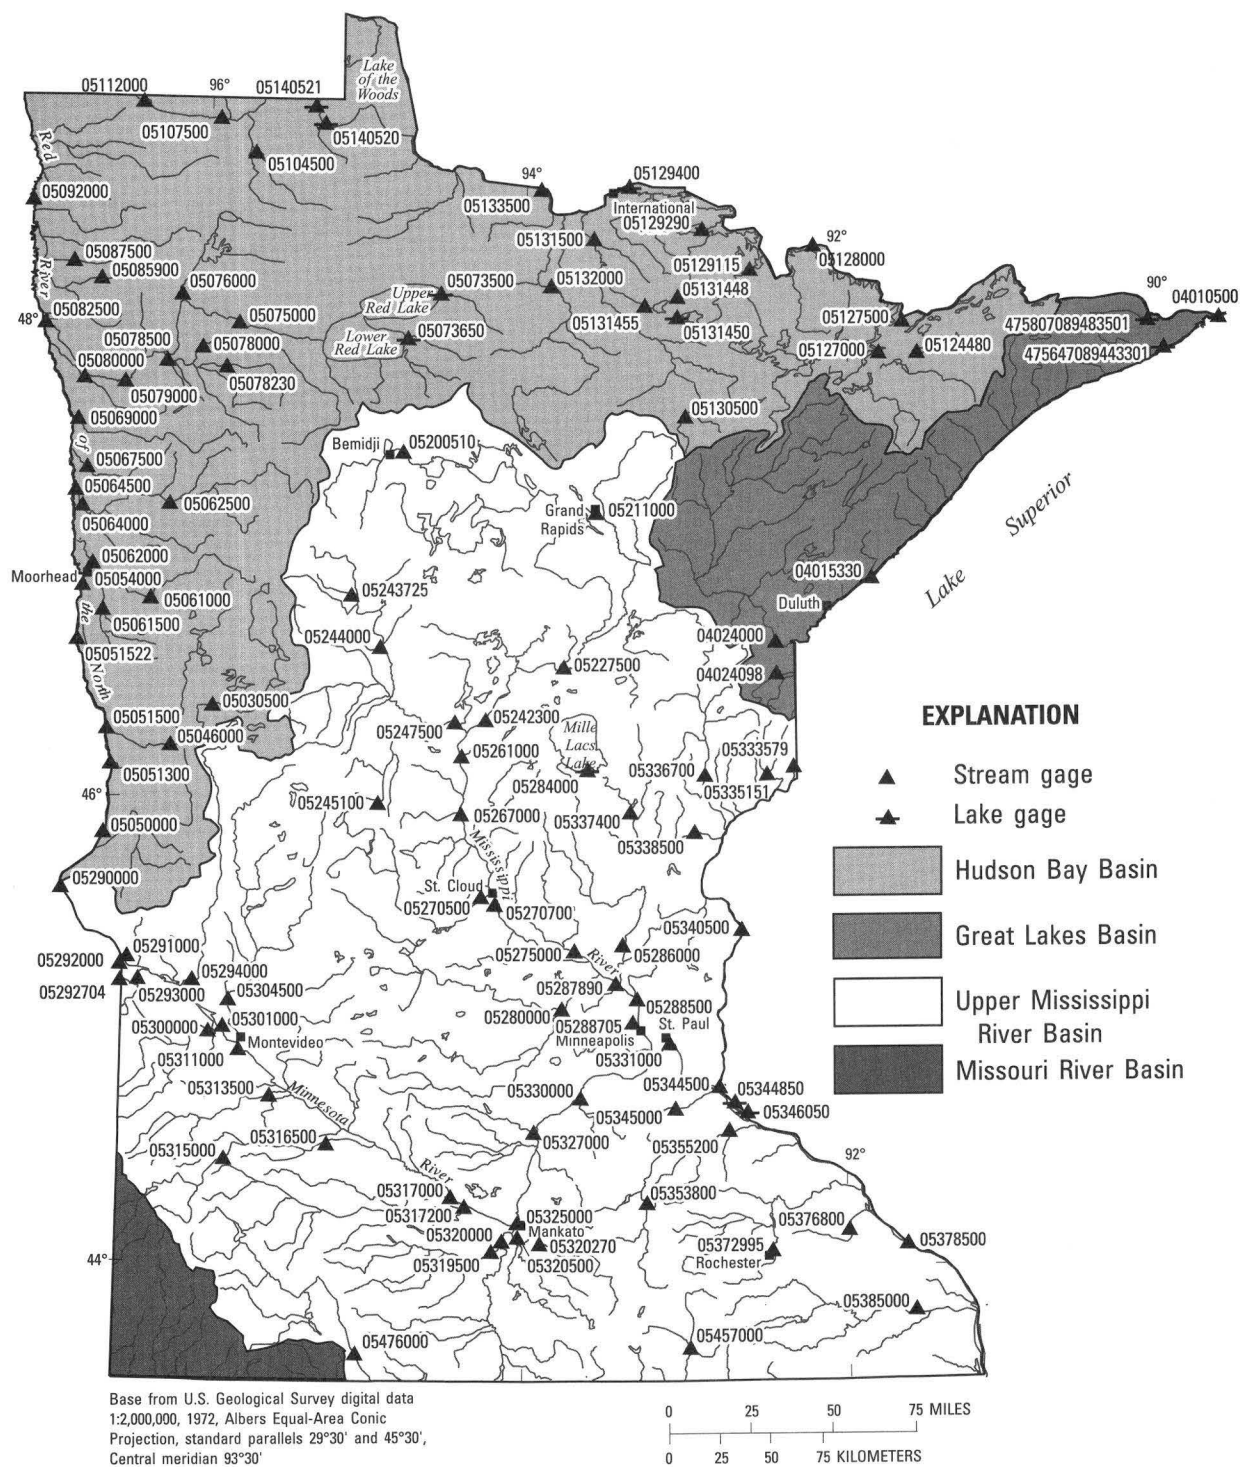 Lake
of the
Woods
05112000
96°
05140521
05107500
05140520
05104500
Red
94°
05129400
05092000
05133500
International
05129290
05131500
92°
05128000
05087500
05085900
05076000
05073500
05132000
05129115
90°
04010500
River
Upper
Red Lake
05131448
05082500
48°
05075000
05131455
05127500
475807089483501
05078500
Lower
Red Lake
05073650
05131450
05078000
05080000
05127000
05124480
475647089443301
05078230
05079000
05069000
05130500
of
Bemidji
05200510
05067500
05064500
05062500
Grand
Rapids
05211000
Superior
05064000
05062000
Moorhead
05054000
04015330
Lake
05061000
05243725
Duluth
the
05061500
05244000
04024000
05051522
North
05227500
04024098
05030500
05051500
05242300
EXPLANATION
05046000
05247500
Mille
Lacs
Lake
05261000
05333579
05336700
05051300
05284000
05335151
Stream gage
46°
05245100
05267000
05337400
Lake gage
05050000
Mississippi
05338500
05290000
St. Cloud
Hudson Bay Basin
05270500
05270700
05340500
Great Lakes Basin
05291000
05275000
River
05286000
05292000
05294000
05292704
05293000
05304500
05287890
05288500
Upper Mississippi
River Basin
05300000
05301000
05280000
05288705
St. Paul
Montevideo
Minneapolis
05311000
05331000
Missouri River Basin
05313500
Minnesota
05330000
05344500
05344850
05345000
05346050
05316500
05327000
05315000
05355200
92°
River
05317000
05353800
05317200
05325000
05376800
Mankato
05320000
05320270
05372995
05378500
44°
05319500
05320500
Rochester
05385000
05476000
05457000
Base from U.S. Geological Survey digital data
1:2,000,000, 1972, Albers Equal-Area Conic
Projection, standard parallels 29°30' and 45°30',
Central meridian 93°30'
0 25 50 75 MILES
0 25 50 75 KILOMETERS